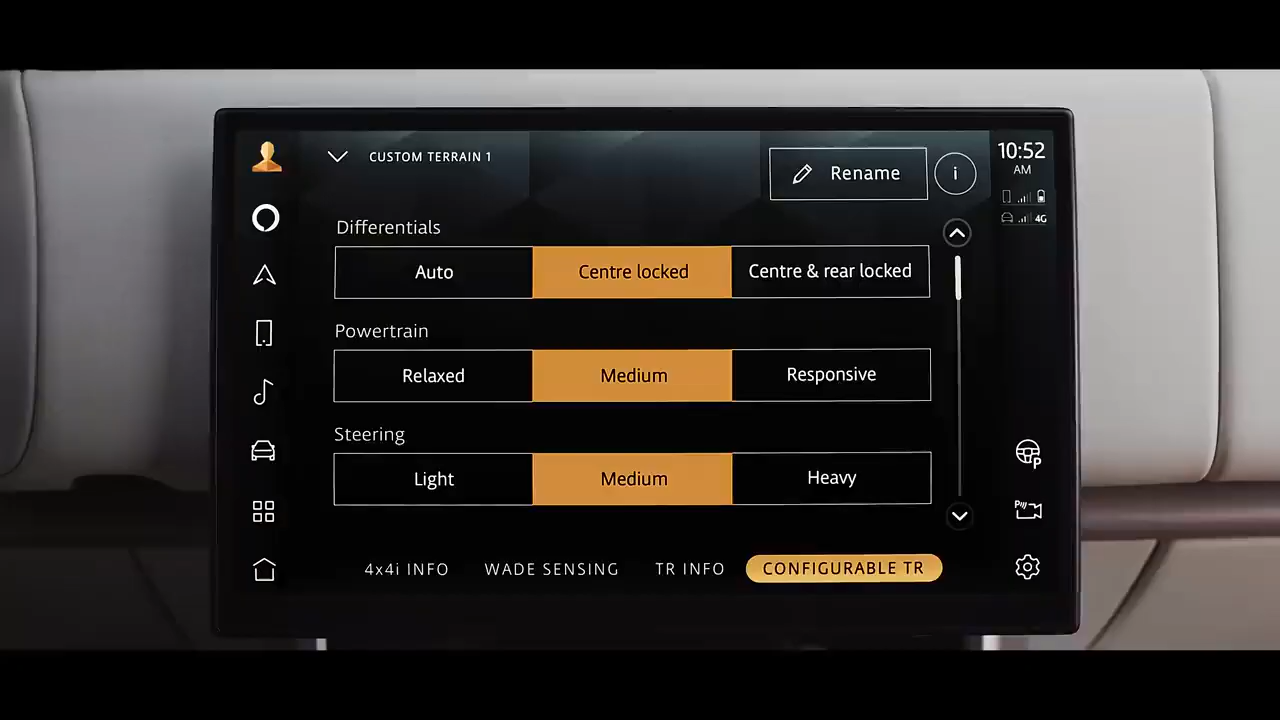 CUSTOM TERRAIN 1
Rename
i
10:52
AM
4G
Differentials
Auto
Centre locked
Centre & rear locked
Powertrain
Relaxed
Medium
Responsive
Steering
Light
Medium
Heavy
P
P
4x4i INFO
WADE SENSING
TR INFO
CONFIGURABLE TR